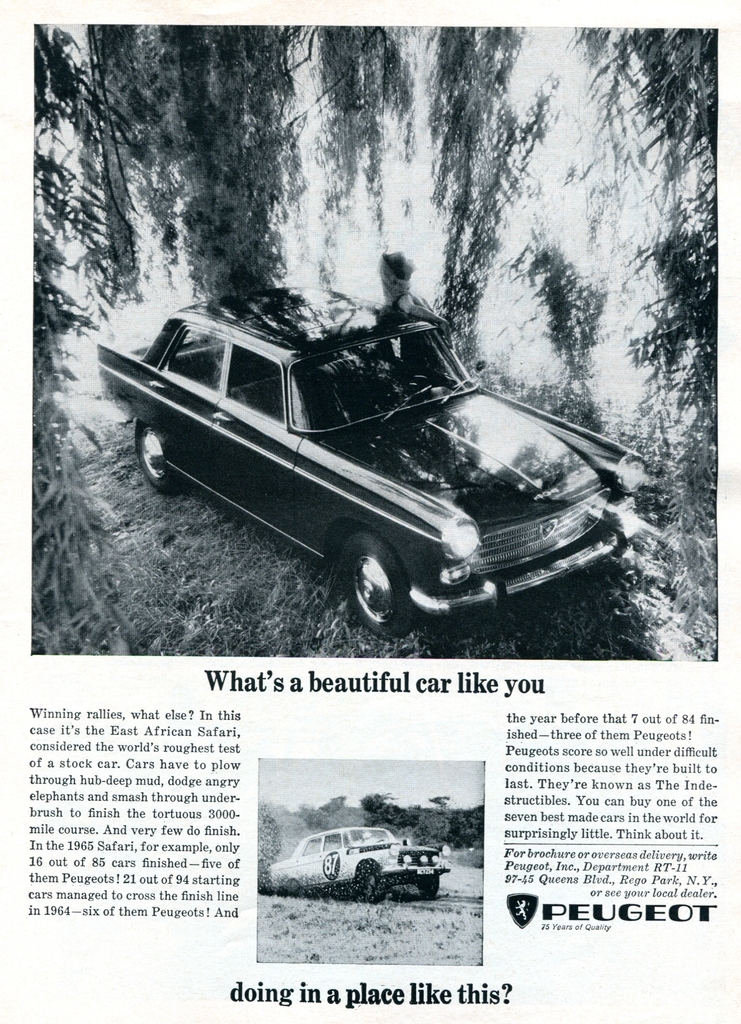 What's a beautiful car like you
Winning rallies, what else? In this
case it's the East African Safari,
considered the world's roughest test
of a stock car. Cars have to plow
through hub-deep mud, dodge angry
elephants and smash through under-
brush to finish the tortuous 3000-
mile course. And very few do finish.
In the 1965 Safari, for example, only
16 out of 85 cars finished—five of
them Peugeots! 21 out of 94 starting
cars managed to cross the finish line
in 1964—six of them Peugeots! And
87
the year before that 7 out of 84 fin-
ished—three of them Peugeots!
Peugeots score so well under difficult
conditions because they're built to
last. They're known as The Inde-
structibles. You can buy one of the
seven best made cars in the world for
surprisingly little. Think about it.
For brochure or overseas delivery, write
Peugeot, Inc., Department RT-11
97-45 Queens Blvd., Rego Park, N.Y.,
or see your local dealer.
PEUGEOT
75 Years of Quality
doing in a place like this?